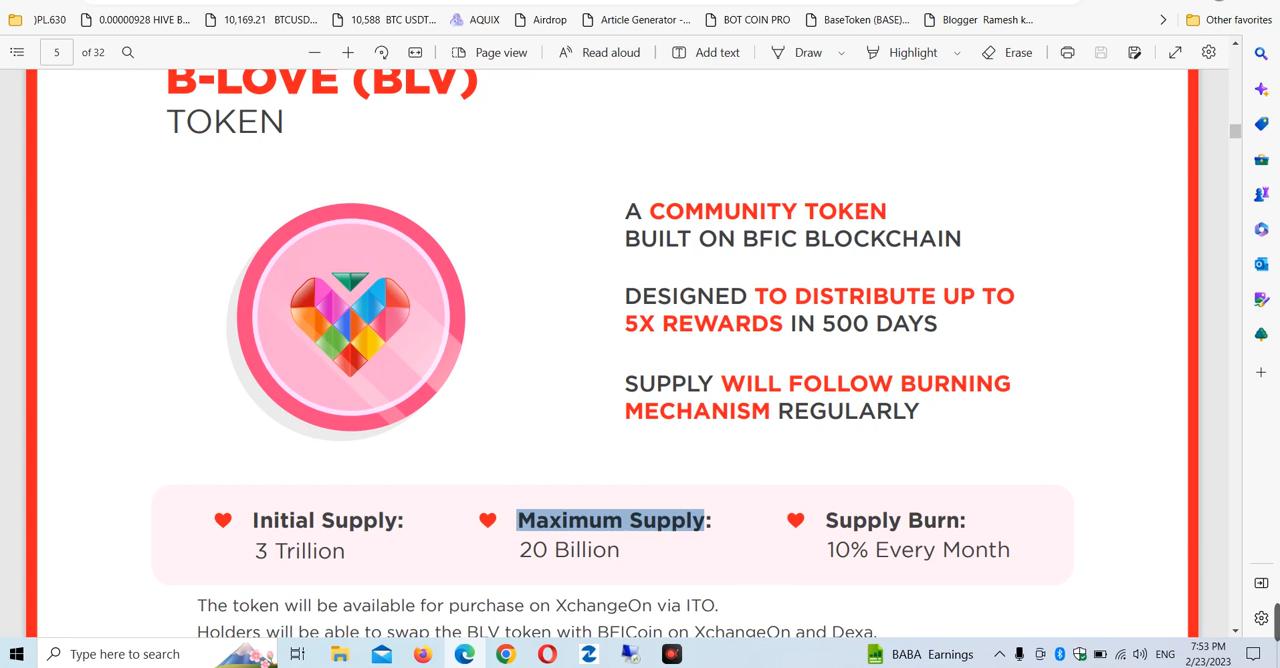 )PL.630
0.00000928 HIVE B...
10,169.21 BTCUSD...
10,588 BTC USDT...
AQUIX
Airdrop
Article Generator -...
BOT COIN PRO
BaseToken (BASE)...
Blogger Ramesh k...
Other favorites
5 of 32
Page view
Read aloud
Add text
Draw
Highlight
Erase
B-LOVE (BLV)
TOKEN
A COMMUNITY TOKEN
BUILT ON BFIC BLOCKCHAIN
DESIGNED TO DISTRIBUTE UP TO
5X REWARDS IN 500 DAYS
SUPPLY WILL FOLLOW BURNING
MECHANISM REGULARLY
Initial Supply:
3 Trillion
Maximum Supply:
20 Billion
Supply Burn:
10% Every Month
The token will be available for purchase on XchangeOn via ITO.
Holders will be able to swap the BLV token with BFICoin on XchangeOn and Dexa.
Type here to search
BABA Earnings
ENG
7:53 PM
2/23/2023